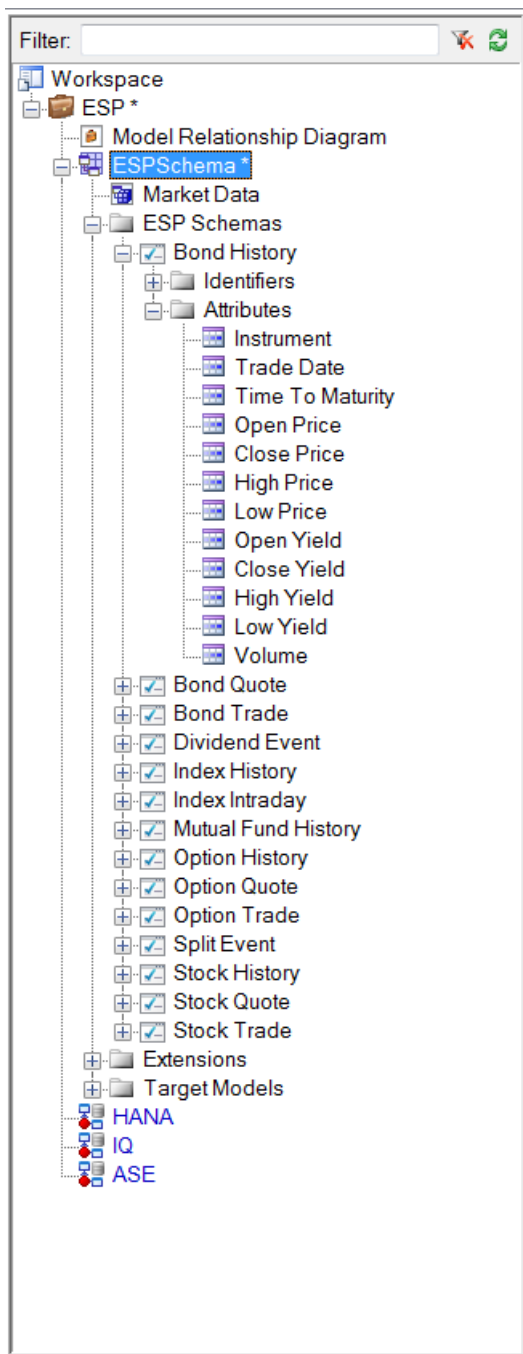 Filter:
Workspace
ESP *
Model Relationship Diagram
ESPSchema *
Market Data
ESP Schemas
Bond History
Identifiers
Attributes
Instrument
Trade Date
Time To Maturity
Open Price
Close Price
High Price
Low Price
Open Yield
Close Yield
High Yield
Low Yield
Volume
Bond Quote
Bond Trade
Dividend Event
Index History
Index Intraday
Mutual Fund History
Option History
Option Quote
Option Trade
Split Event
Stock History
Stock Quote
Stock Trade
Extensions
Target Models
HANA
IQ
ASE